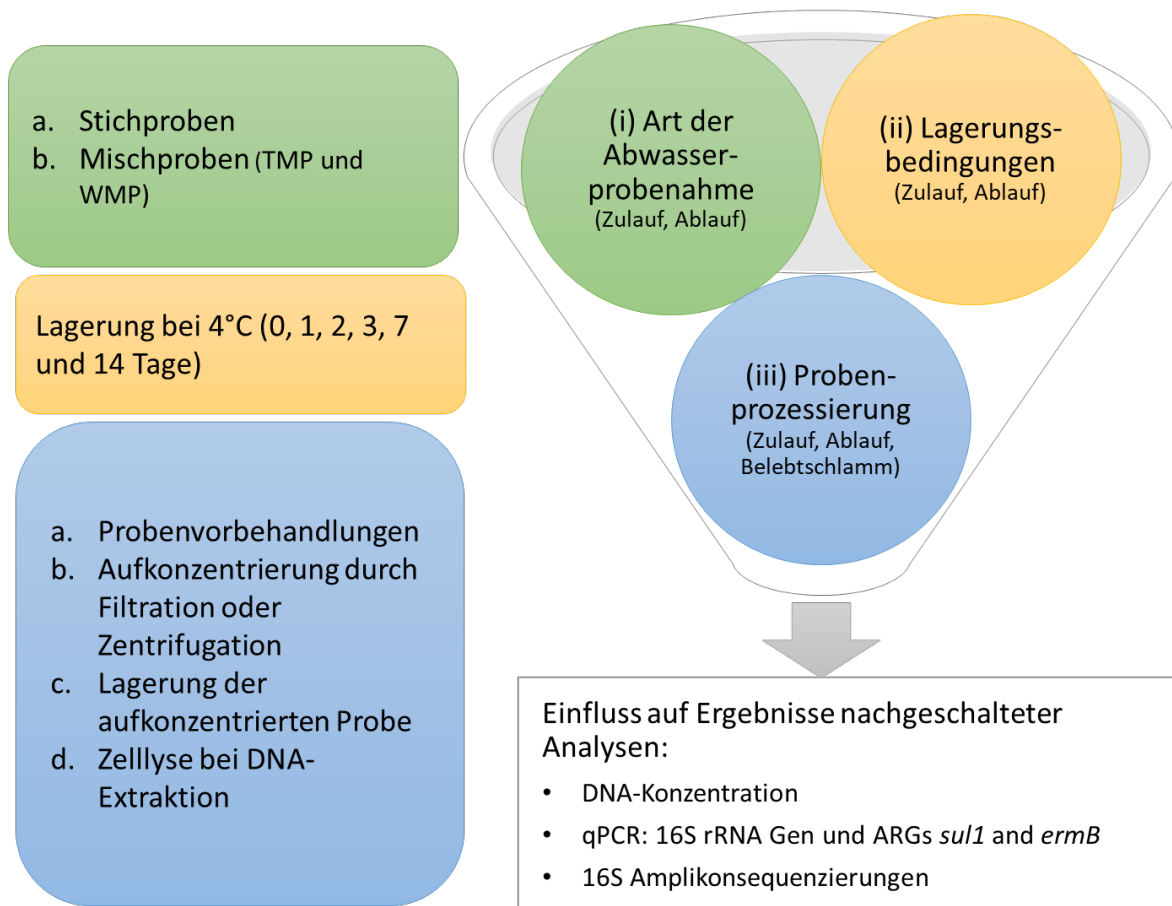 a. Stichproben
b. Mischproben (TMP und
WMP)
Lagerung bei 4°C (0, 1, 2, 3, 7
und 14 Tage)
a. Probenvorbehandlungen
b. Aufkonzentrierung durch
Filtration oder
Zentrifugation
c. Lagerung der
aufkonzentrierten Probe
d. Zelllyse bei DNA-
Extraktion
(i) Art der
Abwasser-
probenahme
(Zulauf, Ablauf)
(ii) Lagerungs-
bedingungen
(Zulauf, Ablauf)
(iii) Proben-
prozessierung
(Zulauf, Ablauf,
Belebtschlamm)
Einfluss auf Ergebnisse nachgeschalteter
Analysen:
• DNA-Konzentration
• qPCR: 16S rRNA Gen und ARGs sul1 and ermB
• 16S Amplikonsequenzierungen